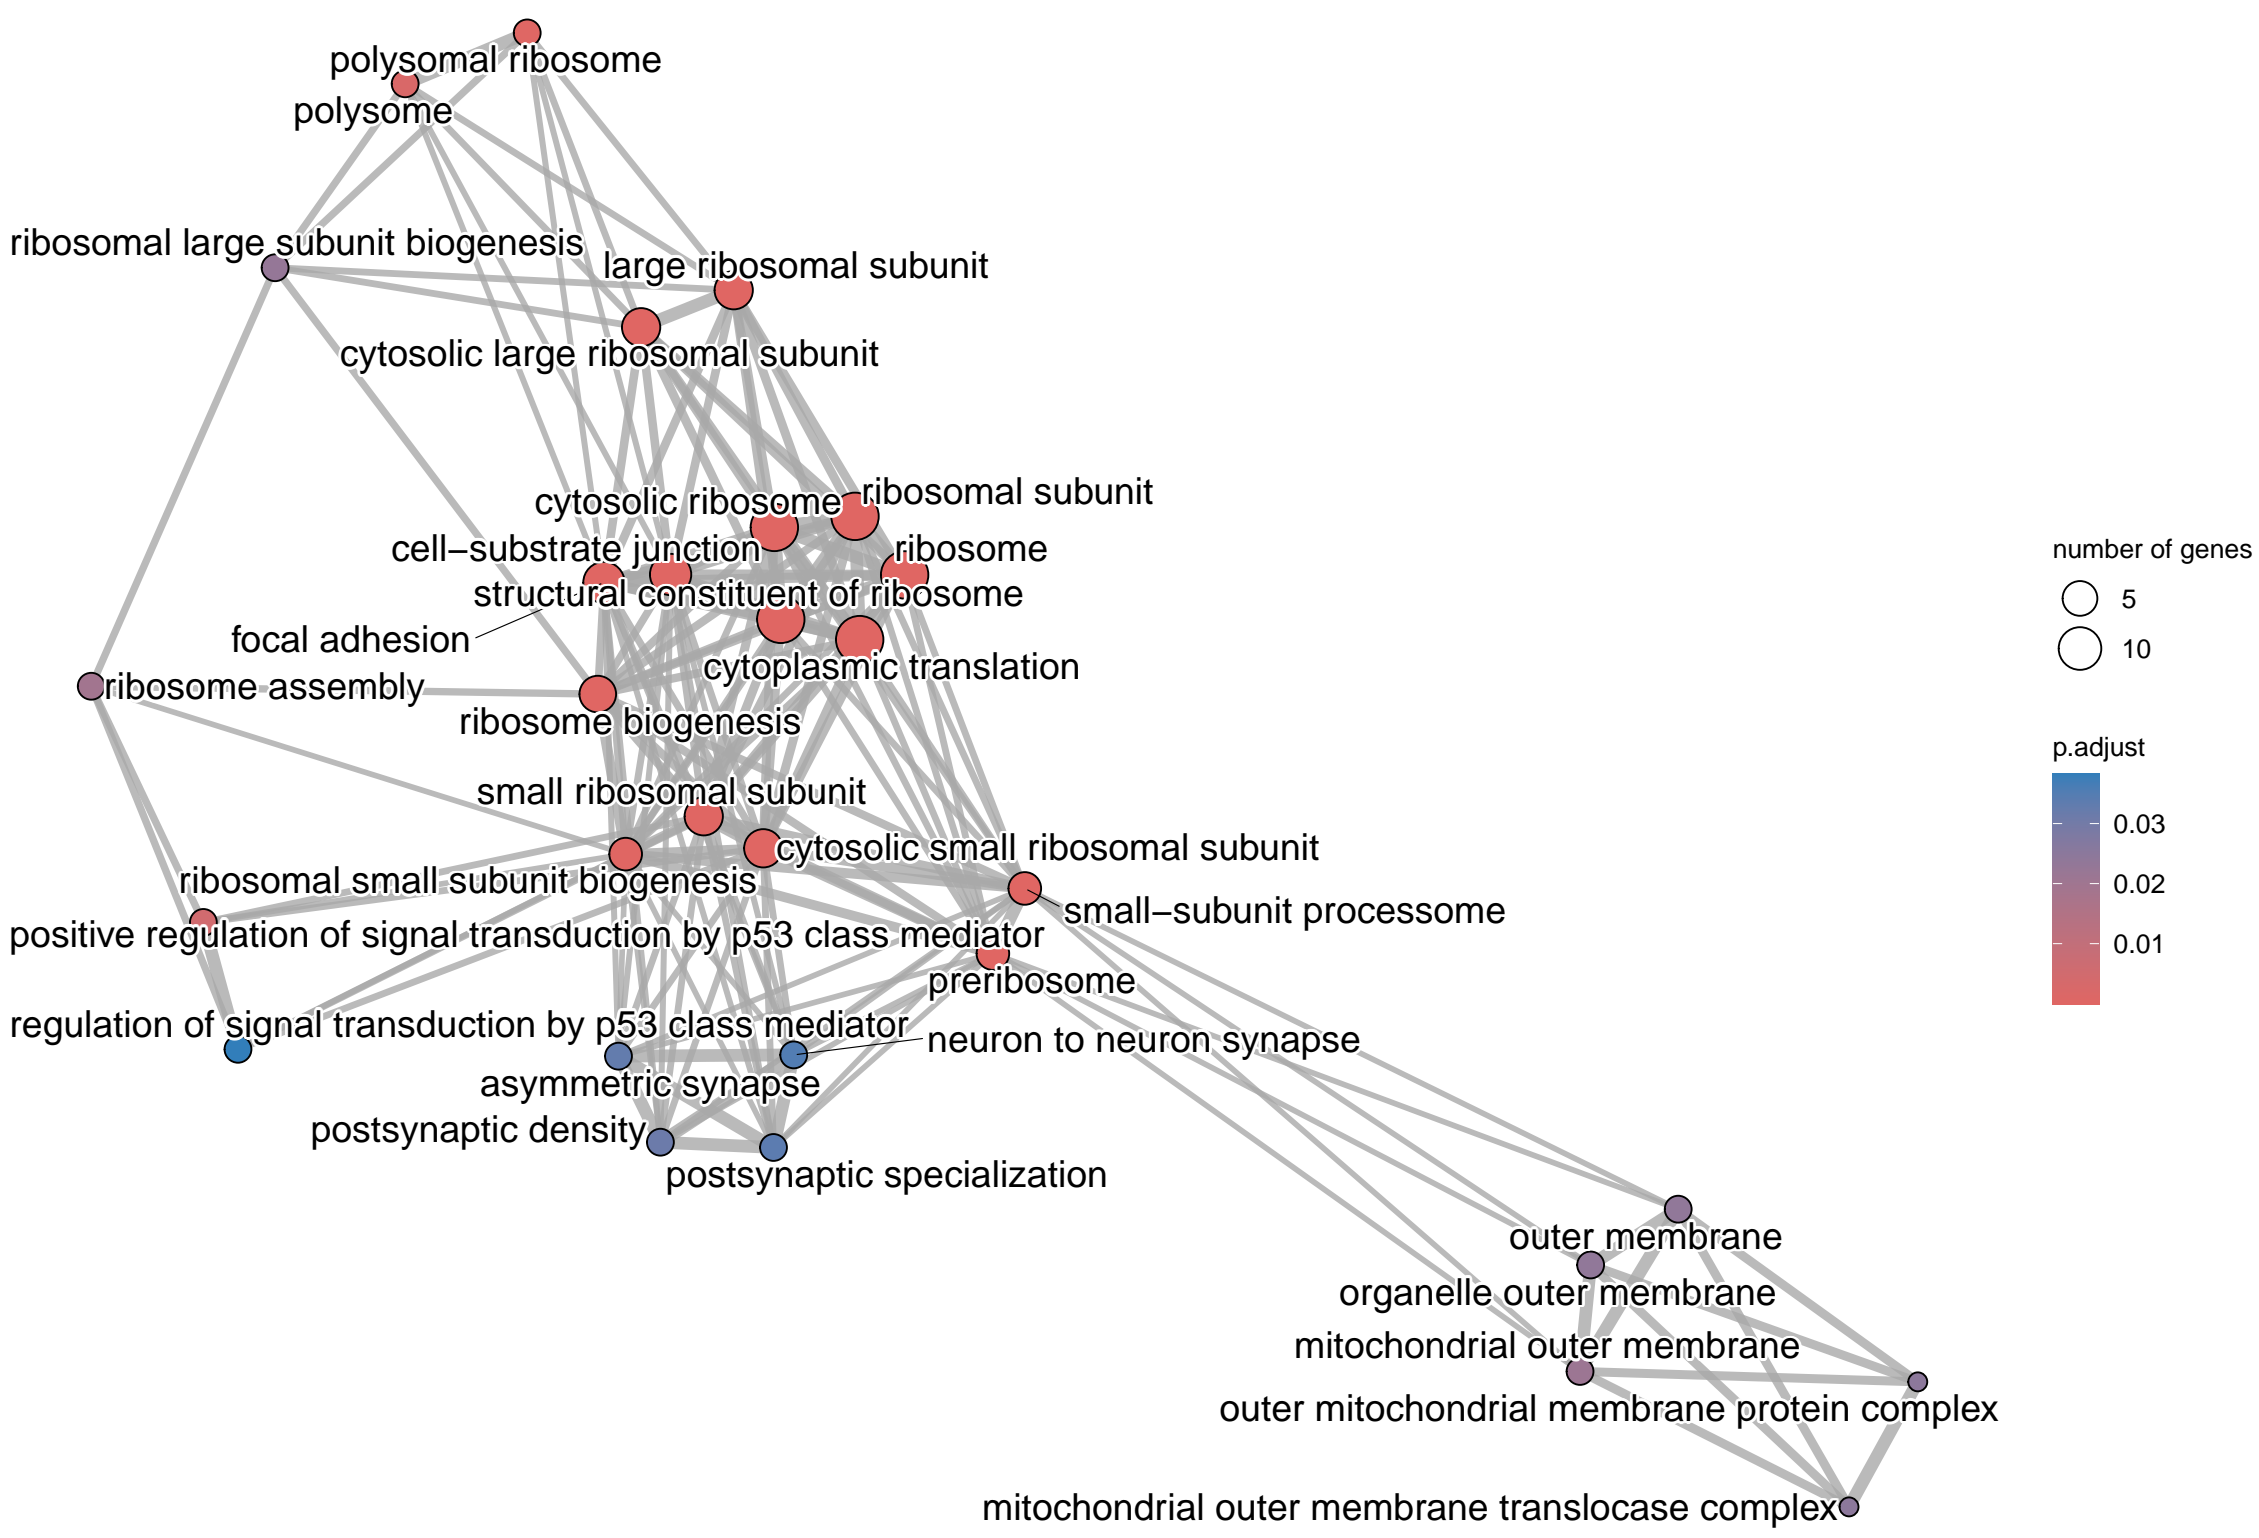 polysomal ribosome
polysome
ribosomal large subunit biogenesis
large ribosomal subunit
cytosolic large ribosomal subunit
cytosolic ribosome
ribosomal subunit
cell−substrate junction
ribosome
structural constituent of ribosome
focal adhesion
cytoplasmic translation
ribosome assembly
ribosome biogenesis
small ribosomal subunit
cytosolic small ribosomal subunit
ribosomal small subunit biogenesis
small−subunit processome
positive regulation of signal transduction by p53 class mediator
preribosome
regulation of signal transduction by p53 class mediator
neuron to neuron synapse
asymmetric synapse
postsynaptic density
postsynaptic specialization
outer membrane
organelle outer membrane
mitochondrial outer membrane
outer mitochondrial membrane protein complex
mitochondrial outer membrane translocase complex
number of genes
5
10
p.adjust
0.03
0.02
0.01